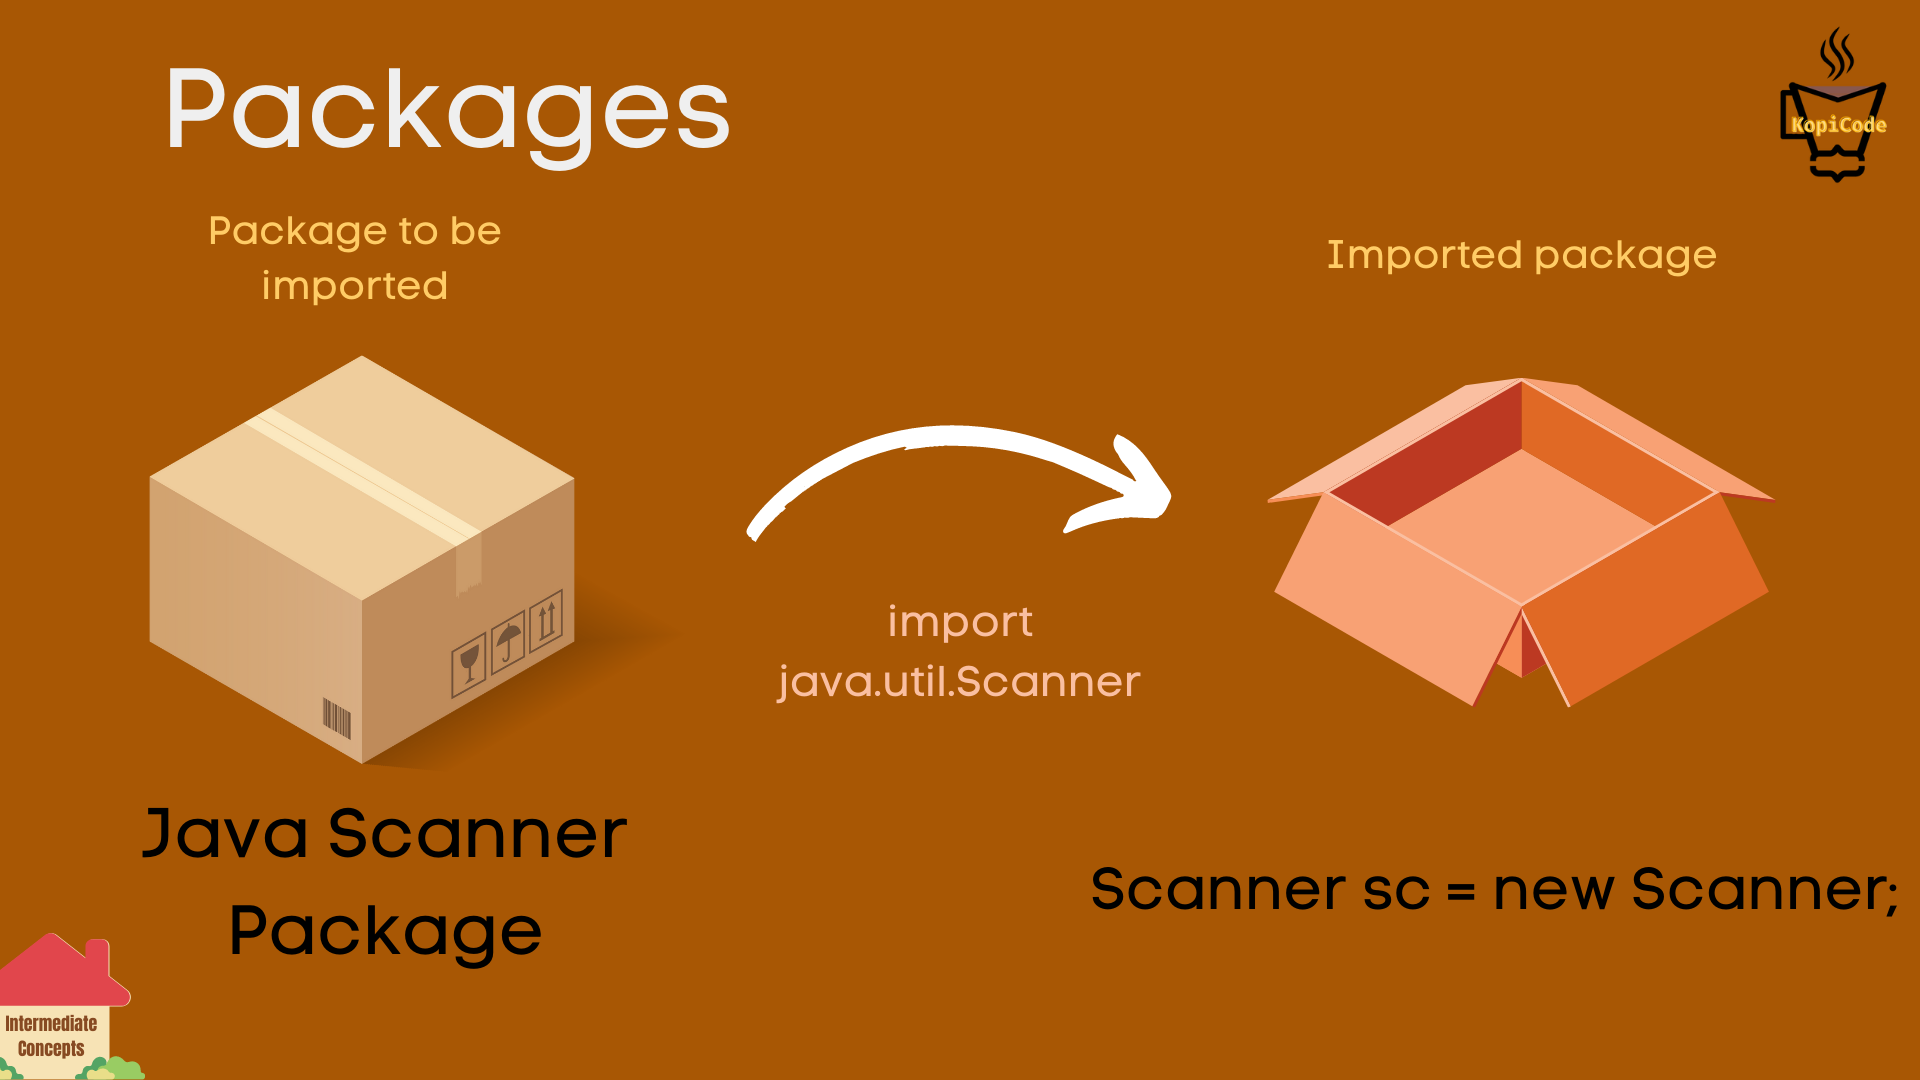 Packages
KopiCode
Package to be
imported
Imported package
import
java.util.Scanner
Java Scanner
Package
Scanner sc = new Scanner;
Intermediate
Concepts